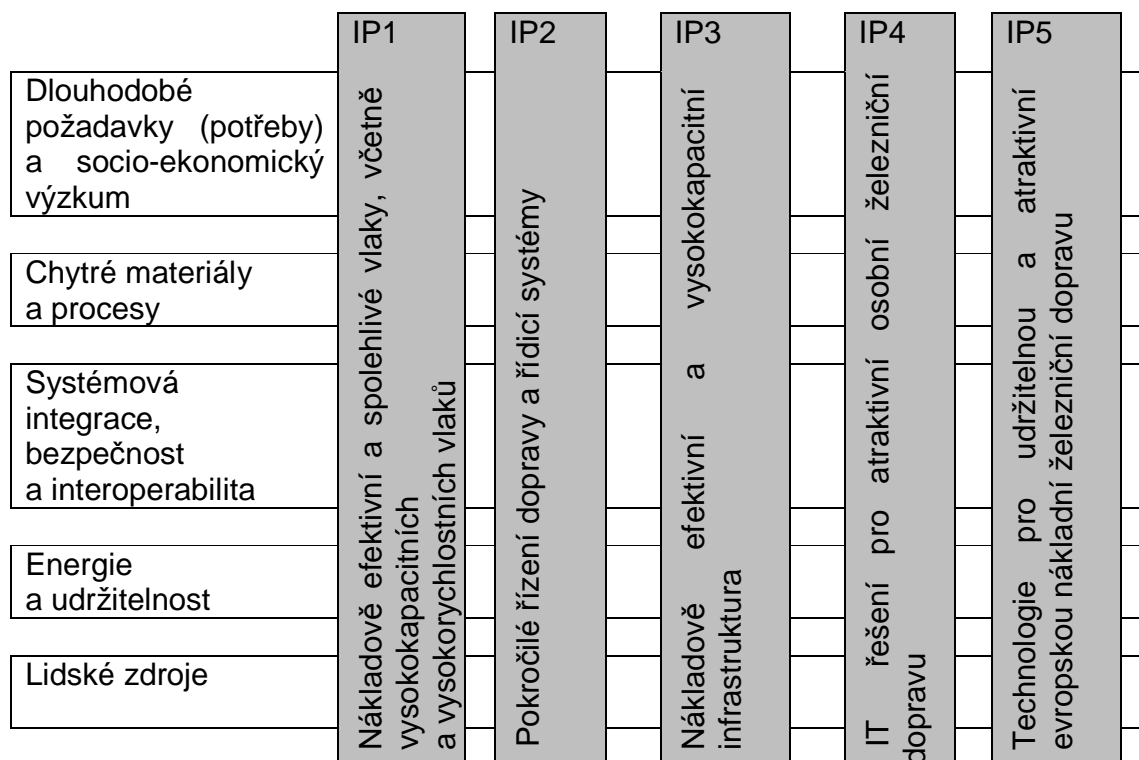 IP1
IP2
IP3
IP4
IP5
Dlouhodobé
požadavky (potřeby)
a socio-ekonomický
výzkum
Chytré materiály
a procesy
Systémová
integrace,
bezpečnost
a interoperabilita
Energie
a udržitelnost
Lidské zdroje
Nákladově efektivní a spolehlivé vlaky, včetně
vysokokapacitních
a vysokorychlostních vlaků
Pokročilé řízení dopravy a řídicí systémy
Nákladově efektivní a vysokokapacitní
infrastruktura
IT řešení pro atraktivní osobní železniční
dopravu
Technologie pro udržitelnou a atraktivní
evropskou nákladní železniční dopravu